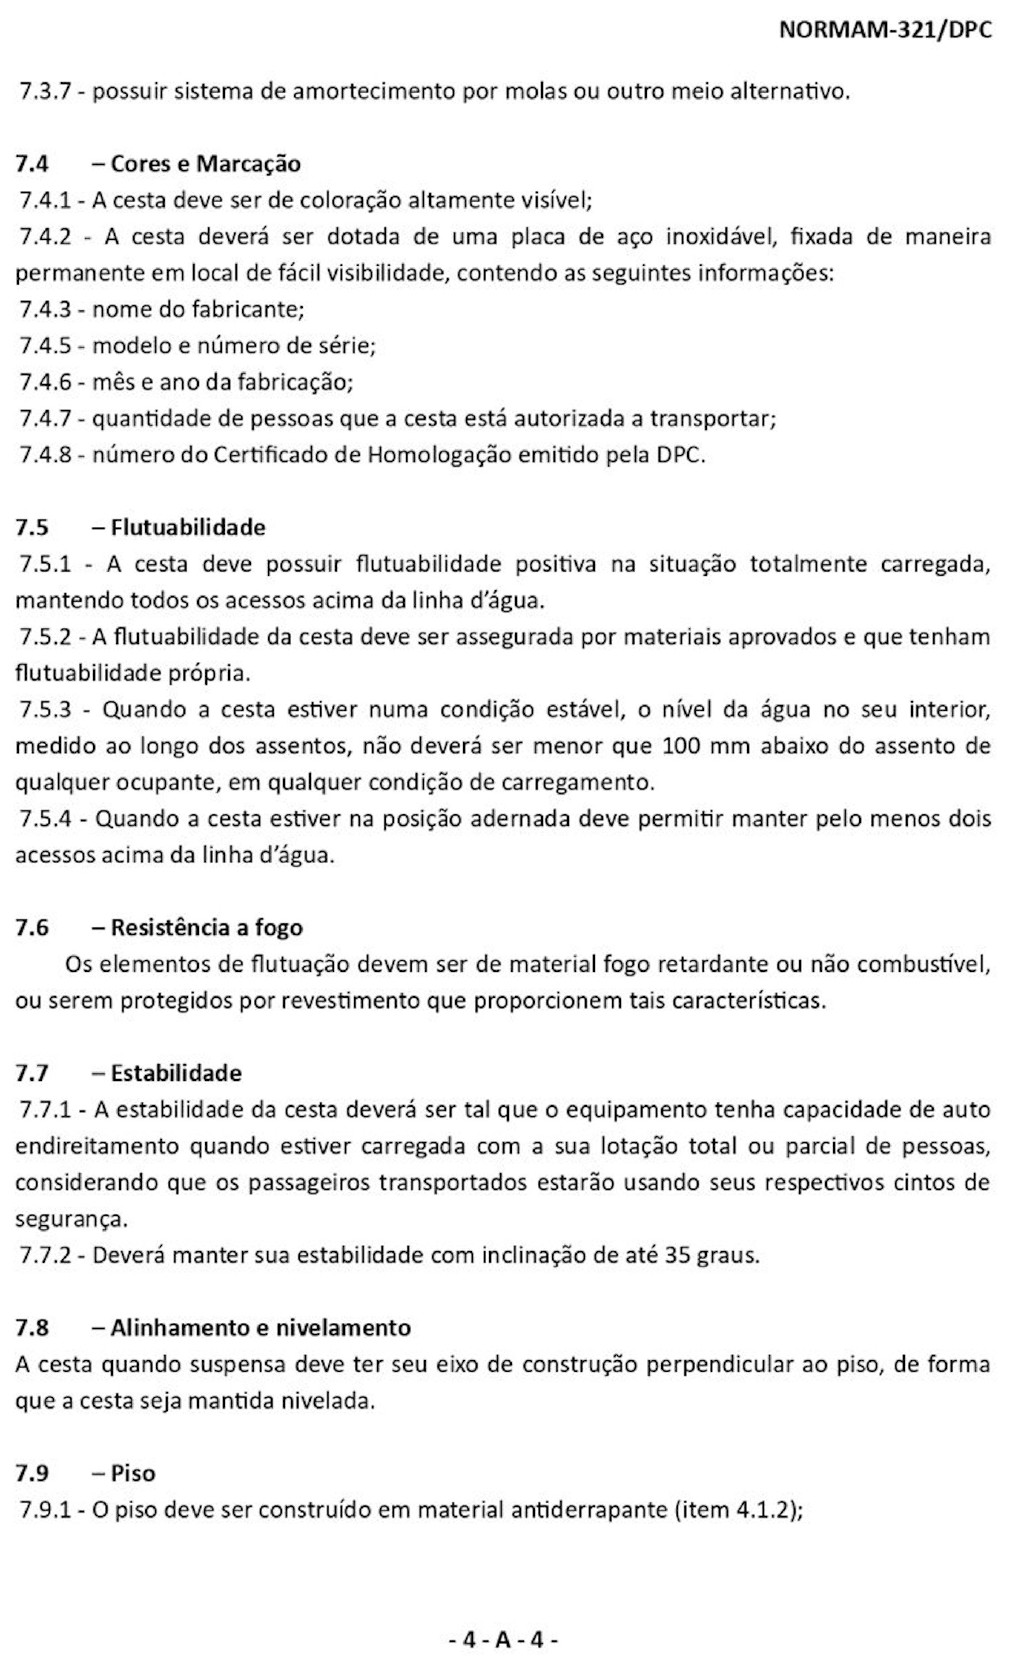 NORMAM-321/DPC
7.3.7 - possuir sistema de amortecimento por molas ou outro meio alternativo.
7.4 – Cores e Marcação
7.4.1 - A cesta deve ser de coloração altamente visível;
7.4.2 - A cesta deverá ser dotada de uma placa de aço inoxidável, fixada de maneira
permanente em local de fácil visibilidade, contendo as seguintes informações:
7.4.3 - nome do fabricante;
7.4.5 - modelo e número de série;
7.4.6 - mês e ano da fabricação;
7.4.7 - quantidade de pessoas que a cesta está autorizada a transportar;
7.4.8 - número do Certificado de Homologação emitido pela DPC.
7.5 – Flutuabilidade
7.5.1 - A cesta deve possuir flutuabilidade positiva na situação totalmente carregada,
mantendo todos os acessos acima da linha d’água.
7.5.2 - A flutuabilidade da cesta deve ser assegurada por materiais aprovados e que tenham
flutuabilidade própria.
7.5.3 - Quando a cesta estiver numa condição estável, o nível da água no seu interior,
medido ao longo dos assentos, não deverá ser menor que 100 mm abaixo do assento de
qualquer ocupante, em qualquer condição de carregamento.
7.5.4 - Quando a cesta estiver na posição adernada deve permitir manter pelo menos dois
acessos acima da linha d’água.
7.6 – Resistência a fogo
Os elementos de flutuação devem ser de material fogo retardante ou não combustível,
ou serem protegidos por revestimento que proporcionem tais características.
7.7 – Estabilidade
7.7.1 - A estabilidade da cesta deverá ser tal que o equipamento tenha capacidade de auto
endireitamento quando estiver carregada com a sua lotação total ou parcial de pessoas,
considerando que os passageiros transportados estarão usando seus respectivos cintos de
segurança.
7.7.2 - Deverá manter sua estabilidade com inclinação de até 35 graus.
7.8 – Alinhamento e nivelamento
A cesta quando suspensa deve ter seu eixo de construção perpendicular ao piso, de forma
que a cesta seja mantida nivelada.
7.9 – Piso
7.9.1 - O piso deve ser construído em material antiderrapante (item 4.1.2);
- 4 - A - 4 -